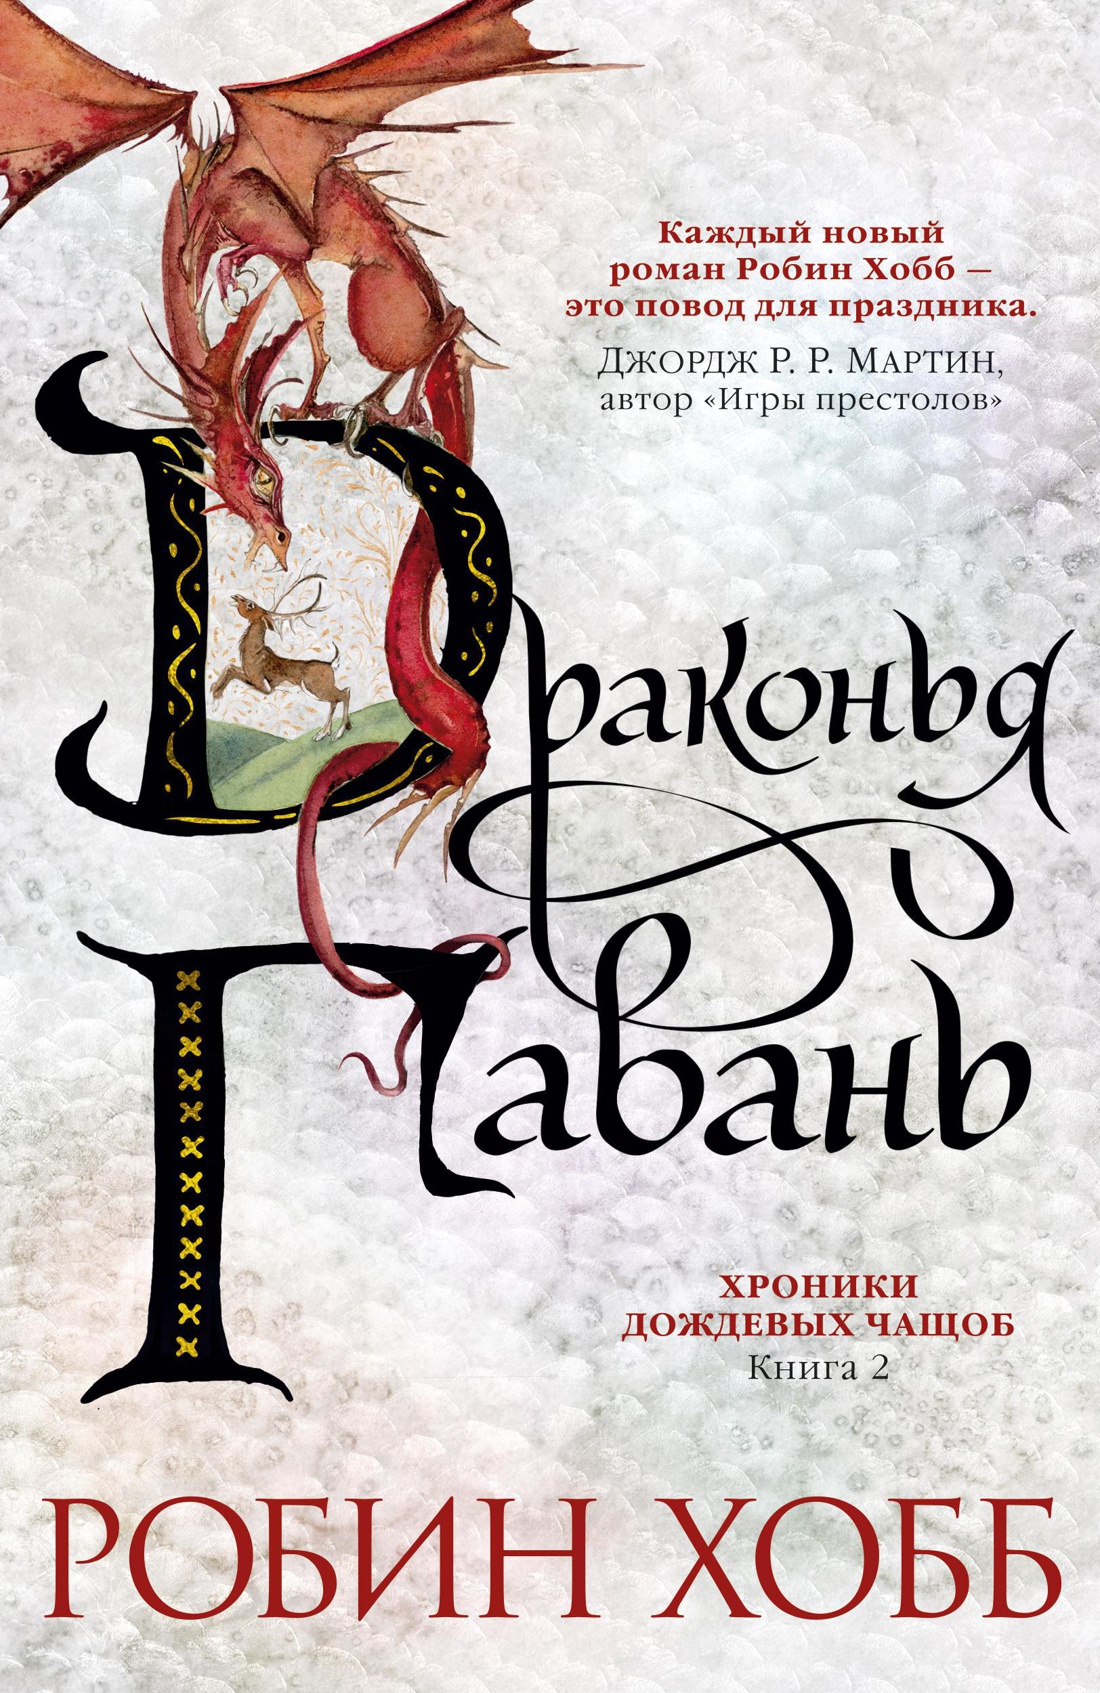 Каждый новый
роман Робин Хобб –
это повод для праздника.
Джордж Р. Р. Мартин,
автор «Игры престолов»
Драконья
Гавань
ХРОНИКИ
ДОЖДЕВЫХ ЧАЩОБ
Книга 2
РОБИН ХОББ